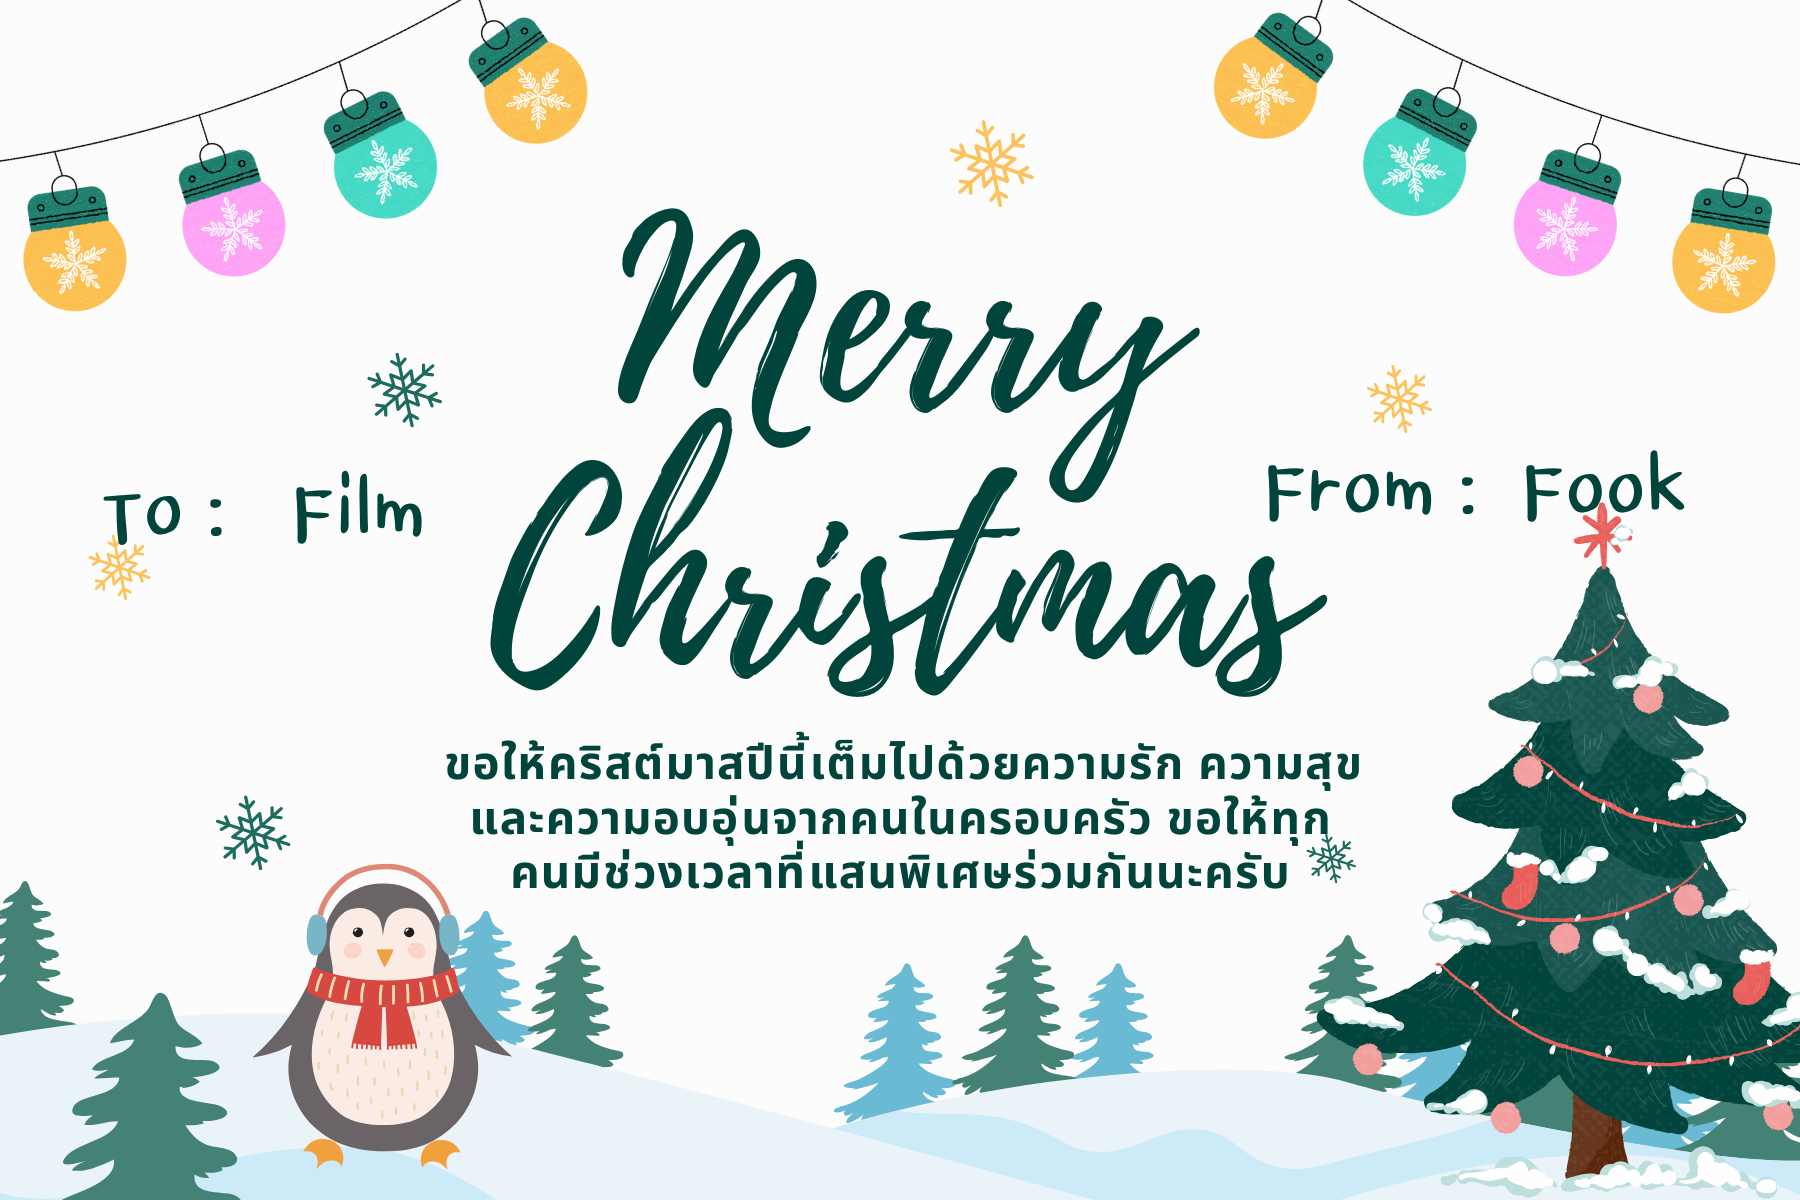 Merry
To : Film
Christmas
From : Fook
ขอให้คริสต์มาสปีนี้เต็มไปด้วยความรัก ความสุข
และความอบอุ่นจากคนในครอบครัว ขอให้ทุก
คนมีช่วงเวลาที่แสนพิเศษร่วมกันนะครับ